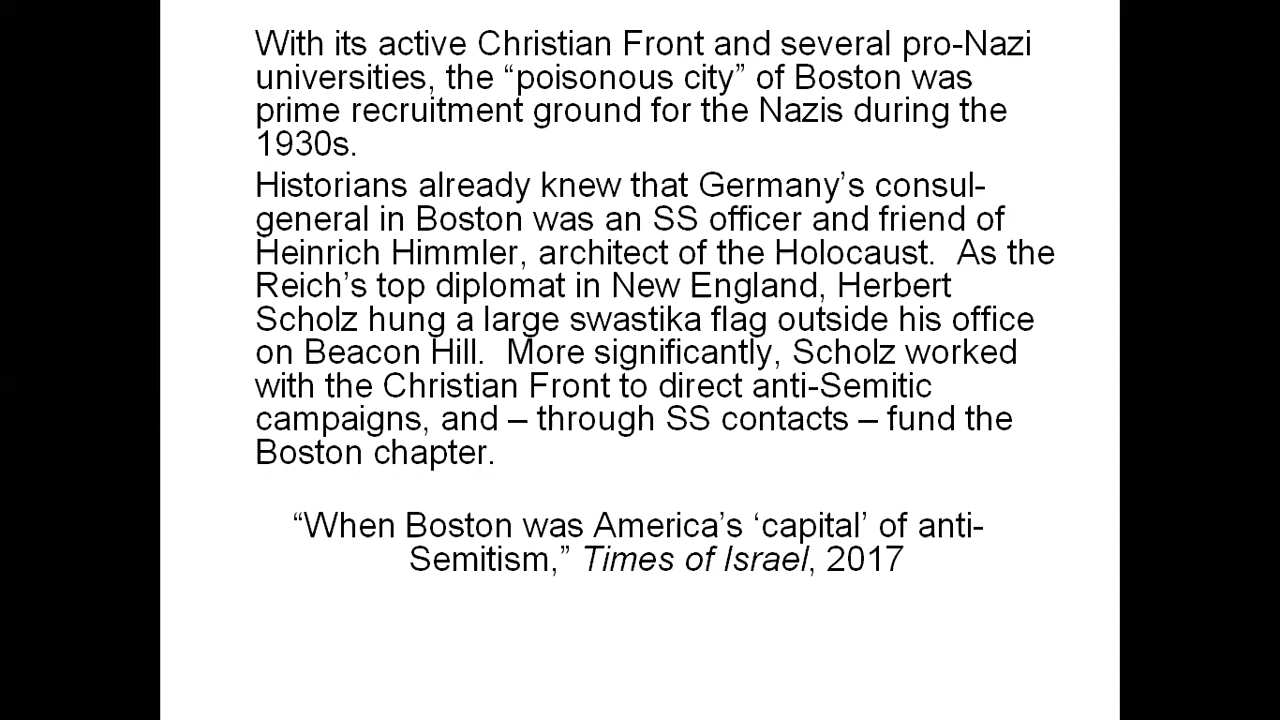 With its active Christian Front and several pro-Nazi
universities, the “poisonous city” of Boston was
prime recruitment ground for the Nazis during the
1930s.
Historians already knew that Germany’s consul-
general in Boston was an SS officer and friend of
Heinrich Himmler, architect of the Holocaust.  As the
Reich’s top diplomat in New England, Herbert
Scholz hung a large swastika flag outside his office
on Beacon Hill.  More significantly, Scholz worked
with the Christian Front to direct anti-Semitic
campaigns, and – through SS contacts – fund the
Boston chapter.
“When Boston was America’s ‘capital’ of anti-
Semitism,” Times of Israel, 2017